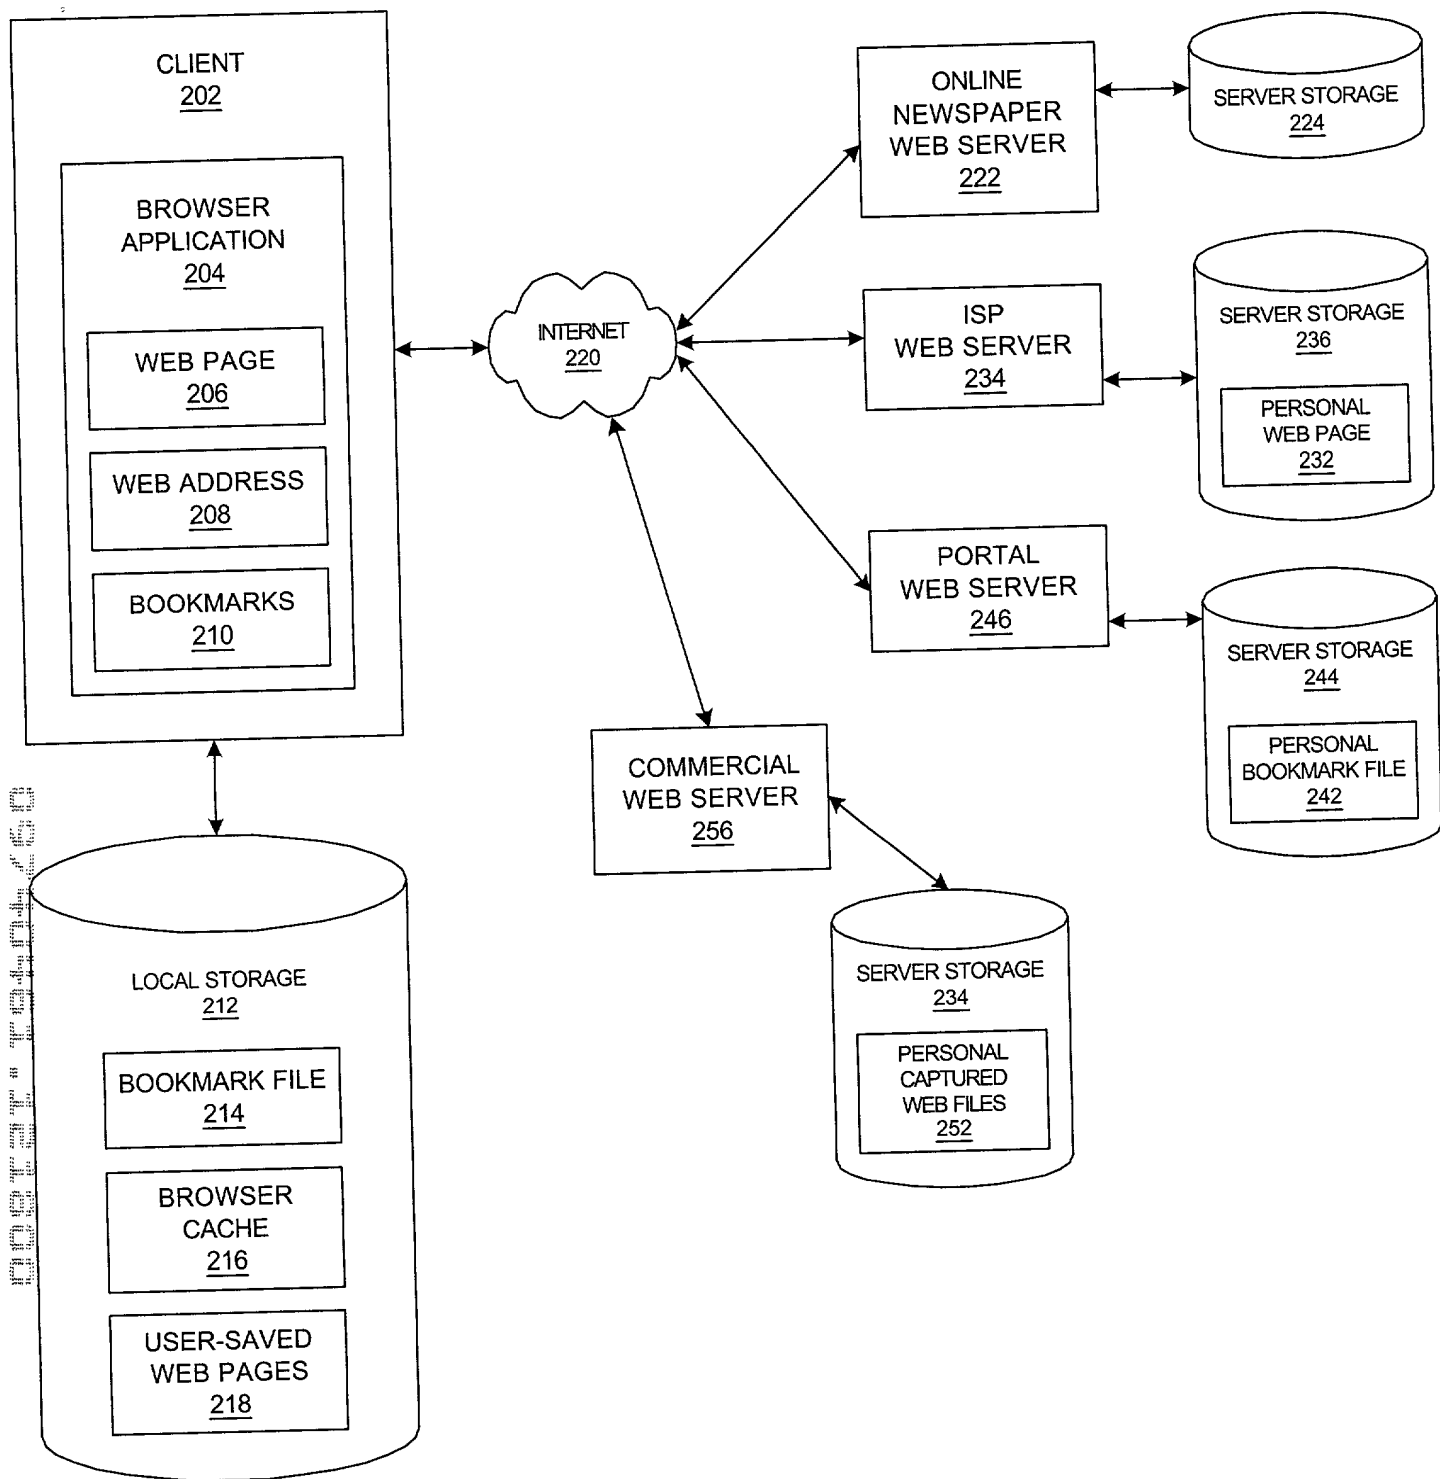 CLIENT
202
BROWSER
APPLICATION
204
WEB PAGE
206
WEB ADDRESS
208
BOOKMARKS
210
LOCAL STORAGE
212
BOOKMARK FILE
214
BROWSER
CACHE
216
USER-SAVED
WEB PAGES
218
INTERNET
220
ONLINE
NEWSPAPER
WEB SERVER
222
SERVER STORAGE
224
ISP
WEB SERVER
234
SERVER STORAGE
236
PERSONAL
WEB PAGE
232
PORTAL
WEB SERVER
246
SERVER STORAGE
244
PERSONAL
BOOKMARK FILE
242
COMMERCIAL
WEB SERVER
256
SERVER STORAGE
234
PERSONAL
CAPTURED
WEB FILES
252